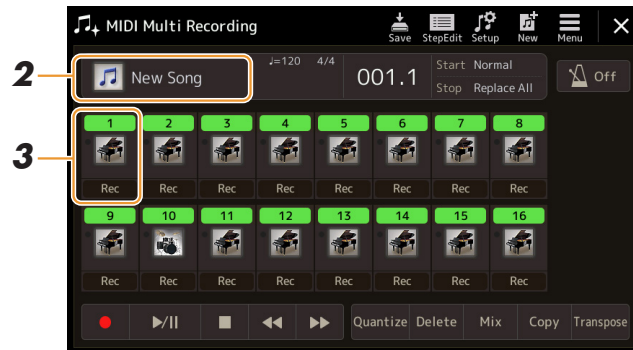 MIDI Multi Recording
Save StepEdit Setup New Menu
2
New Song
♩=120 4/4
001.1
Start Normal
Stop Replace All
Off
3
1 2 3 4 5 6 7 8
Rec Rec Rec Rec Rec Rec Rec Rec
9 10 11 12 13 14 15 16
Rec Rec Rec Rec Rec Rec Rec Rec
Quantize Delete Mix Copy Transpose